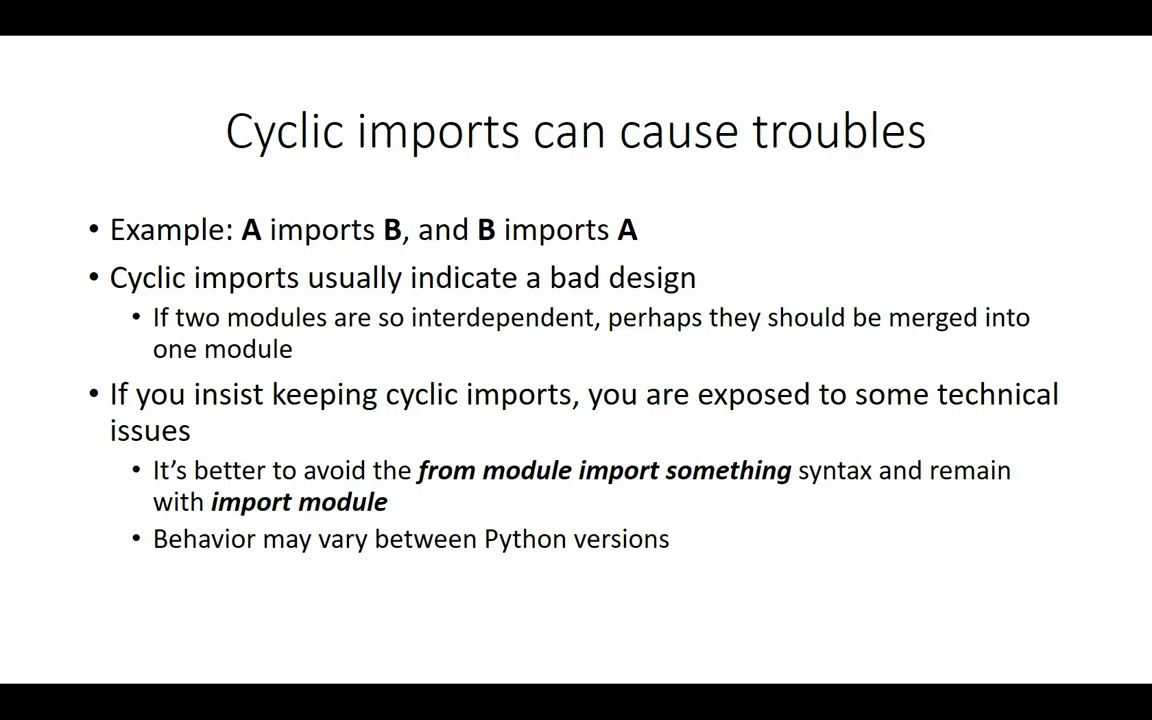 Cyclic imports can cause troubles
• Example: A imports B, and B imports A
• Cyclic imports usually indicate a bad design
• If two modules are so interdependent, perhaps they should be merged into
one module
• If you insist keeping cyclic imports, you are exposed to some technical
issues
• It’s better to avoid the from module import something syntax and remain
with import module
• Behavior may vary between Python versions